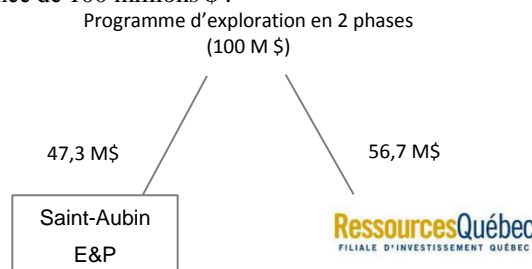 Programme d’exploration en 2 phases
(100 M $)
47,3 M$
56,7 M$
Saint-Aubin
E&P
RessourcesQuébec
FILIALE D’INVESTISSEMENT QUÉBEC